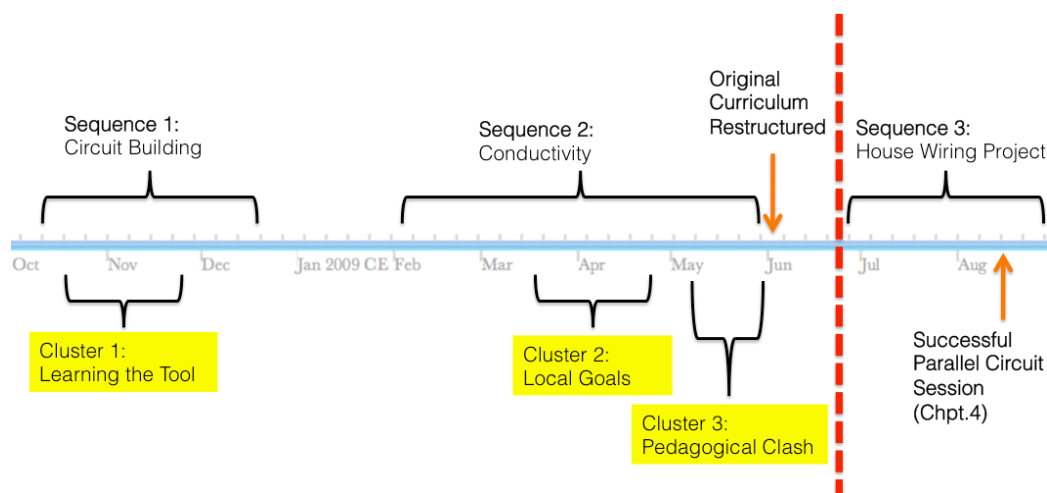 Original
Curriculum
Restructured
Sequence 1:
Circuit Building
Sequence 2:
Conductivity
Sequence 3:
House Wiring Project
Oct
Nov
Dec
Jan 2009 CE
Feb
Mar
Apr
May
Jun
Jul
Aug
Cluster 1:
Learning the Tool
Cluster 2:
Local Goals
Cluster 3:
Pedagogical Clash
Successful
Parallel Circuit
Session
(Chpt.4)